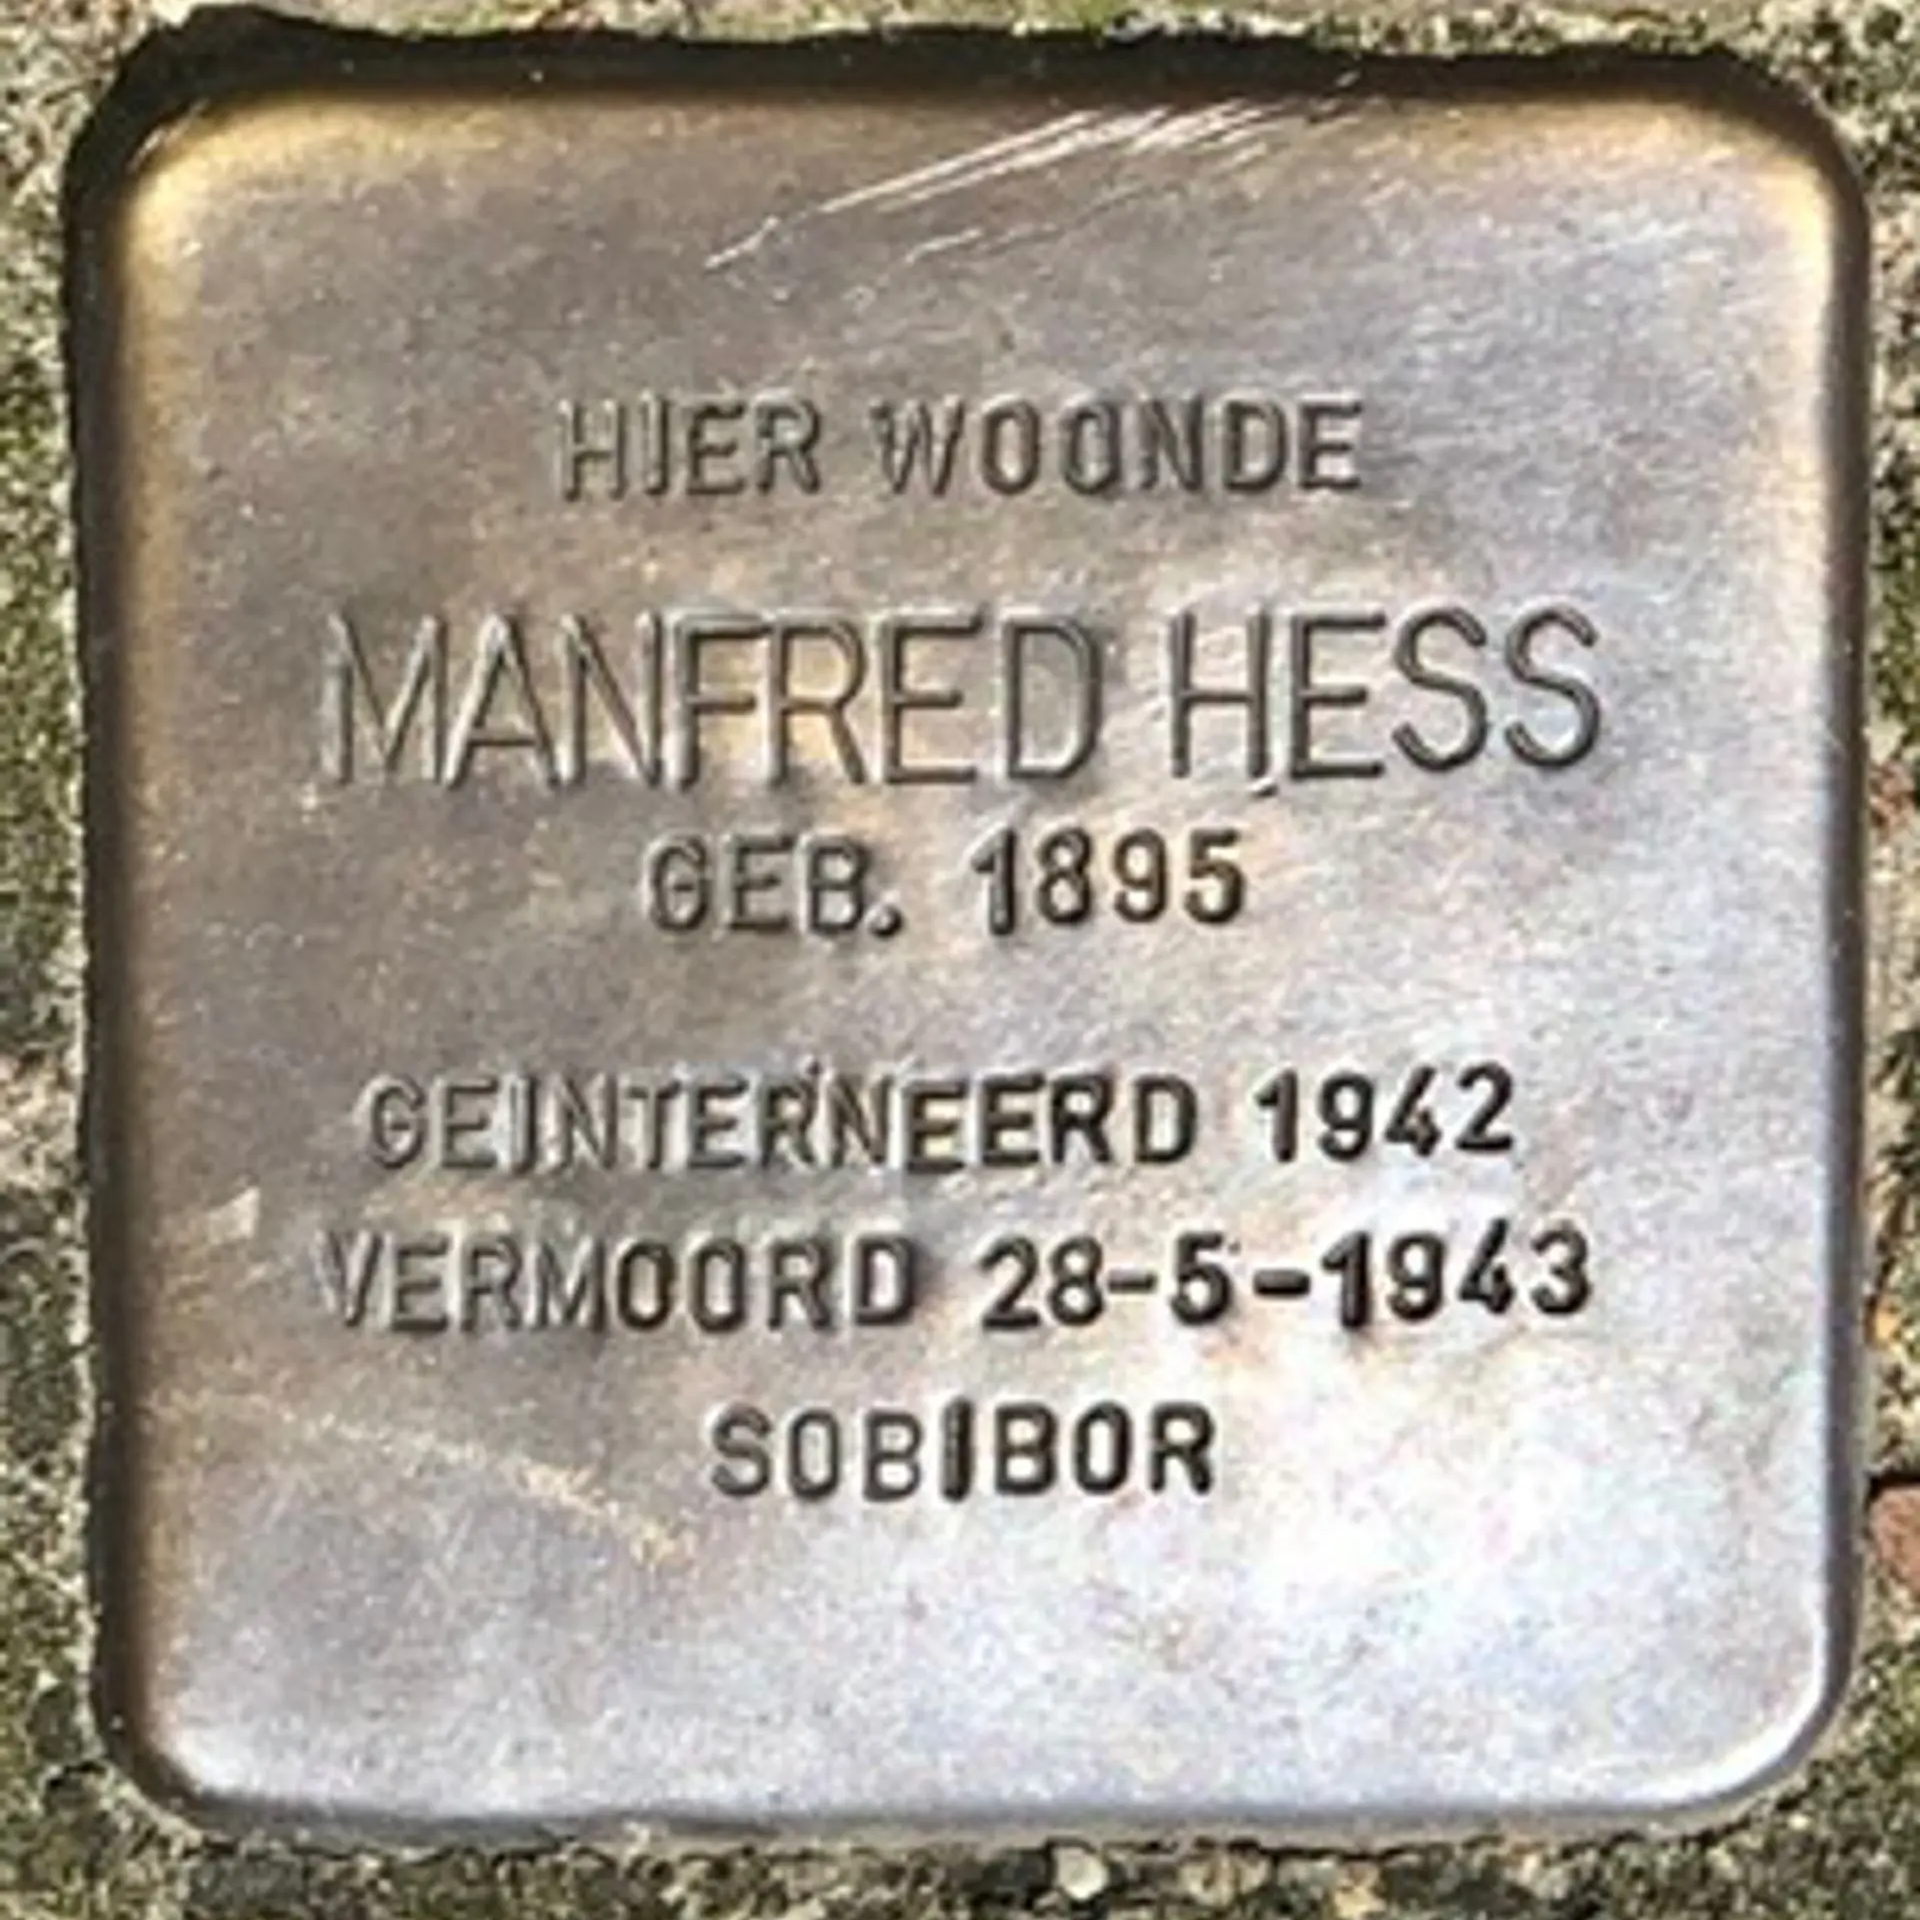 HIER WOONDE
MANFRED HESS
GEB. 1895
GEINTERNEERD 1942
VERMOORD 28-5-1943
SOBIBOR